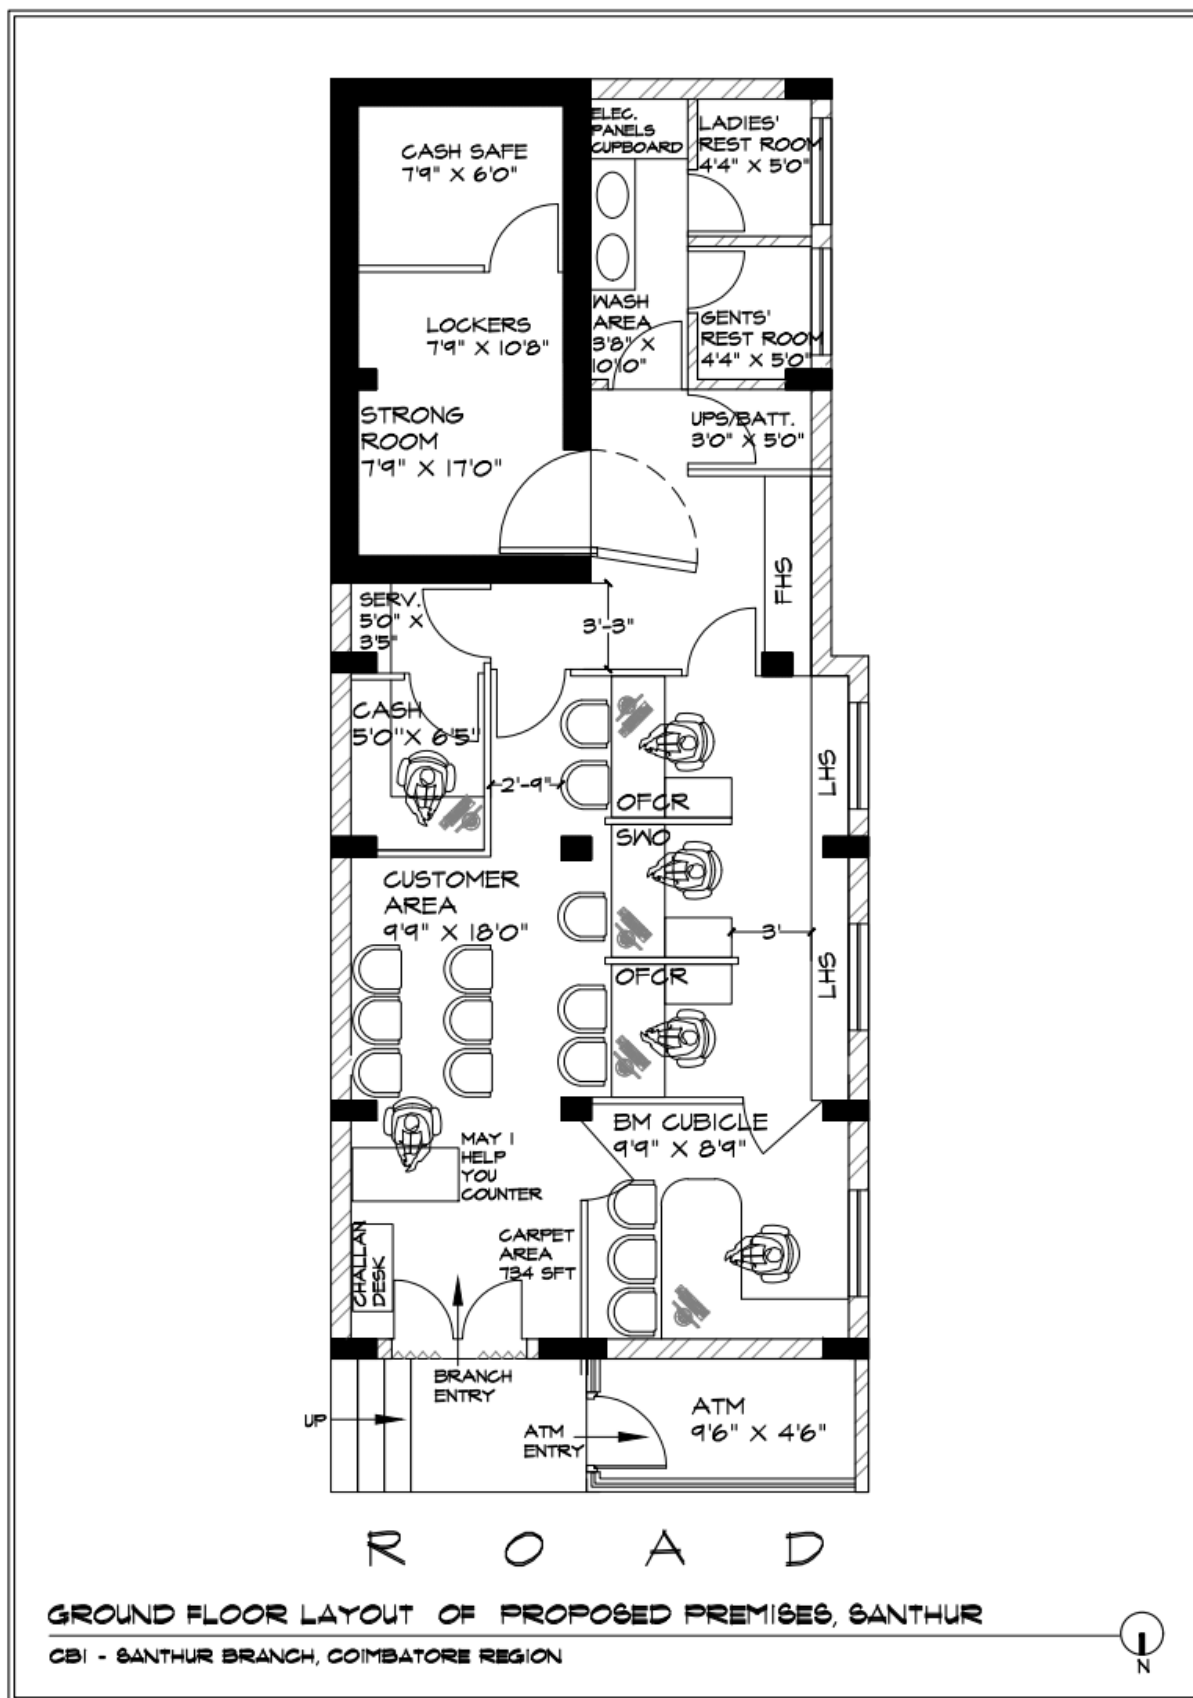 CASH SAFE
7'9" X 6'0"
ELEC.
PANELS
CUPBOARD
LADIES'
REST ROOM
4'4" X 5'0"
LOCKERS
7'9" X 10'8"
WASH
AREA
3'8" X
10'10"
GENTS'
REST ROOM
4'4" X 5'0"
STRONG
ROOM
7'9" X 17'0"
UPS/BATT.
3'0" X 5'0"
FHS
SERV.
5'0" X
3'5"
3'-3"
CASH
5'0" X 6'5"
2'-9"
OFCR
LHS
SWO
CUSTOMER
AREA
9'9" X 18'0"
3'
OFCR
LHS
BM CUBICLE
9'9" X 8'9"
MAY I
HELP
YOU
COUNTER
CHALLAN
DESK
CARPET
AREA
734 SFT
BRANCH
ENTRY
UP
ATM
ENTRY
ATM
9'6" X 4'6"
ROAD
GROUND FLOOR LAYOUT OF PROPOSED PREMISES, SANTHUR
CBI - SANTHUR BRANCH, COIMBATORE REGION
N